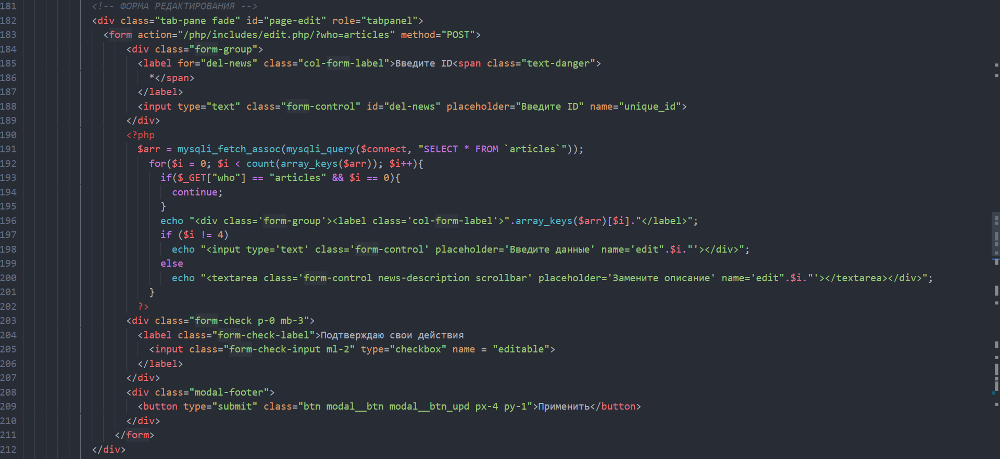 181 <!-- ФОРМА РЕДАКТИРОВАНИЯ -->
182 <div class="tab-pane fade" id="page-edit" role="tabpanel">
183 <form action="/php/includes/edit.php/?who=articles" method="POST">
184 <div class="form-group">
185 <label for="del-news" class="col-form-label">Введите ID<span class="text-danger">
186 *</span>
187 </label>
188 <input type="text" class="form-control" id="del-news" placeholder="Введите ID" name="unique_id">
189 </div>
190 <?php
191 $arr = mysqli_fetch_assoc(mysqli_query($connect, "SELECT * FROM `articles`"));
192 for($i = 0; $i < count(array_keys($arr)); $i++){
193 if($_GET["who"] == "articles" && $i == 0){
194 continue;
195 }
196 echo "<div class='form-group'><label class='col-form-label'>".array_keys($arr)[$i]."</label>";
197 if ($i != 4)
198 echo "<input type='text' class='form-control' placeholder='Введите данные' name='edit".$i."'></div>";
199 else
200 echo "<textarea class='form-control news-description scrollbar' placeholder='Замените описание' name='edit".$i."'></textarea></div>";
201 }
202 ?>
203 <div class="form-check p-0 mb-3">
204 <label class="form-check-label">Подтверждаю свои действия
205 <input class="form-check-input ml-2" type="checkbox" name = "editable">
206 </label>
207 </div>
208 <div class="modal-footer">
209 <button type="submit" class="btn modal__btn modal__btn_upd px-4 py-1">Применить</button>
210 </div>
211 </form>
212 </div>